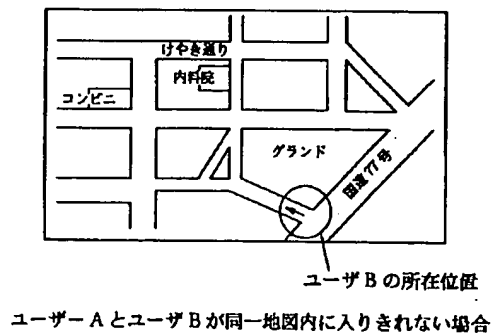 けやき通り
内科院
コンビニ
グランド
国道77号
ユーザBの所在位置
ユーザーAとユーザBが同一地図内に入りきれない場合